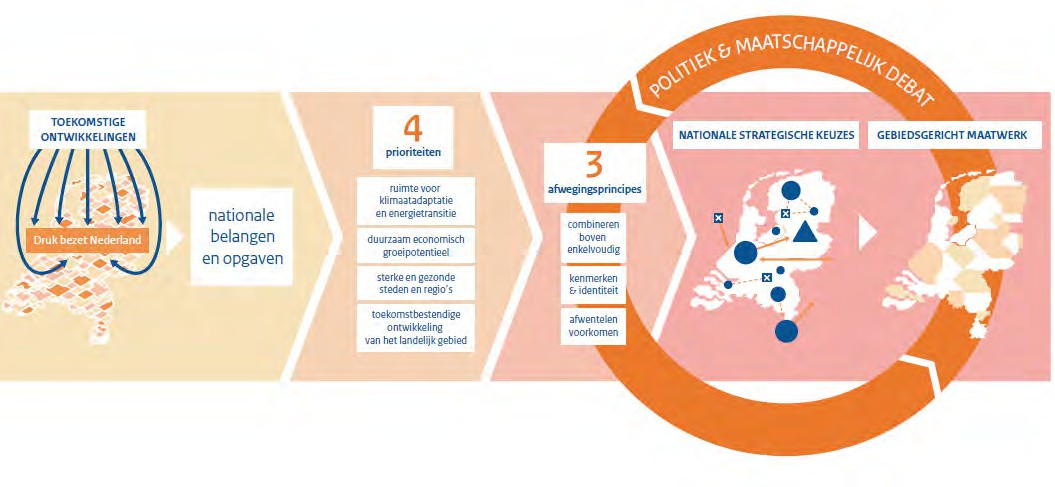 POLITIEK & MAATSCHAPPELIJK DEBAT
TOEKOMSTIGE
ONTWIKKELINGEN
Druk bezet Nederland
nationale
belangen
en opgaven
4
prioriteiten
ruimte voor
klimaatadaptatie
en energietransitie
duurzaam economisch
groeipotentieel
sterke en gezonde
steden en regio's
toekomstbestendige
ontwikkeling
van het landelijk gebied
3
afwegingsprincipes
combineren
boven
enkelvoudig
kenmerken
& identiteit
afwentelen
voorkomen
NATIONALE STRATEGISCHE KEUZES
GEBIEDSGERICHT MAATWERK